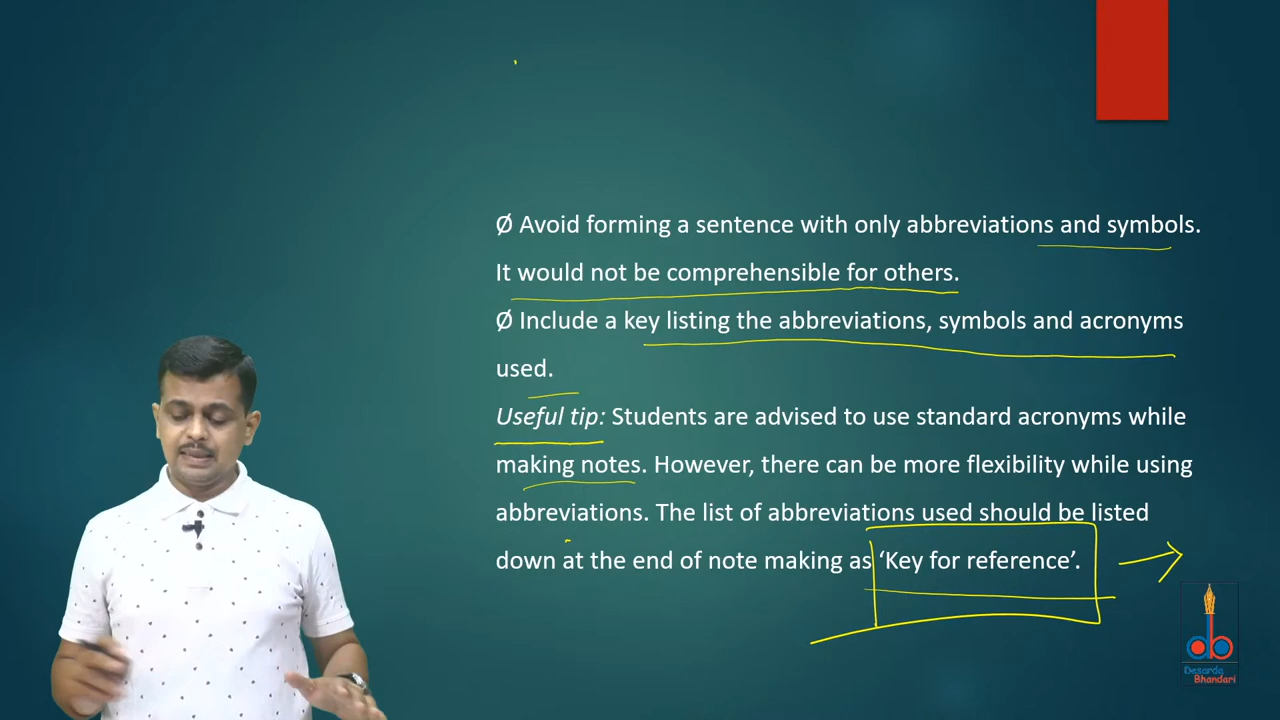 Ø Avoid forming a sentence with only abbreviations and symbols.
It would not be comprehensible for others.
Ø Include a key listing the abbreviations, symbols and acronyms
used.
Useful tip: Students are advised to use standard acronyms while
making notes. However, there can be more flexibility while using
abbreviations. The list of abbreviations used should be listed
down at the end of note making as ‘Key for reference’.
db
Desarda
Bhandari